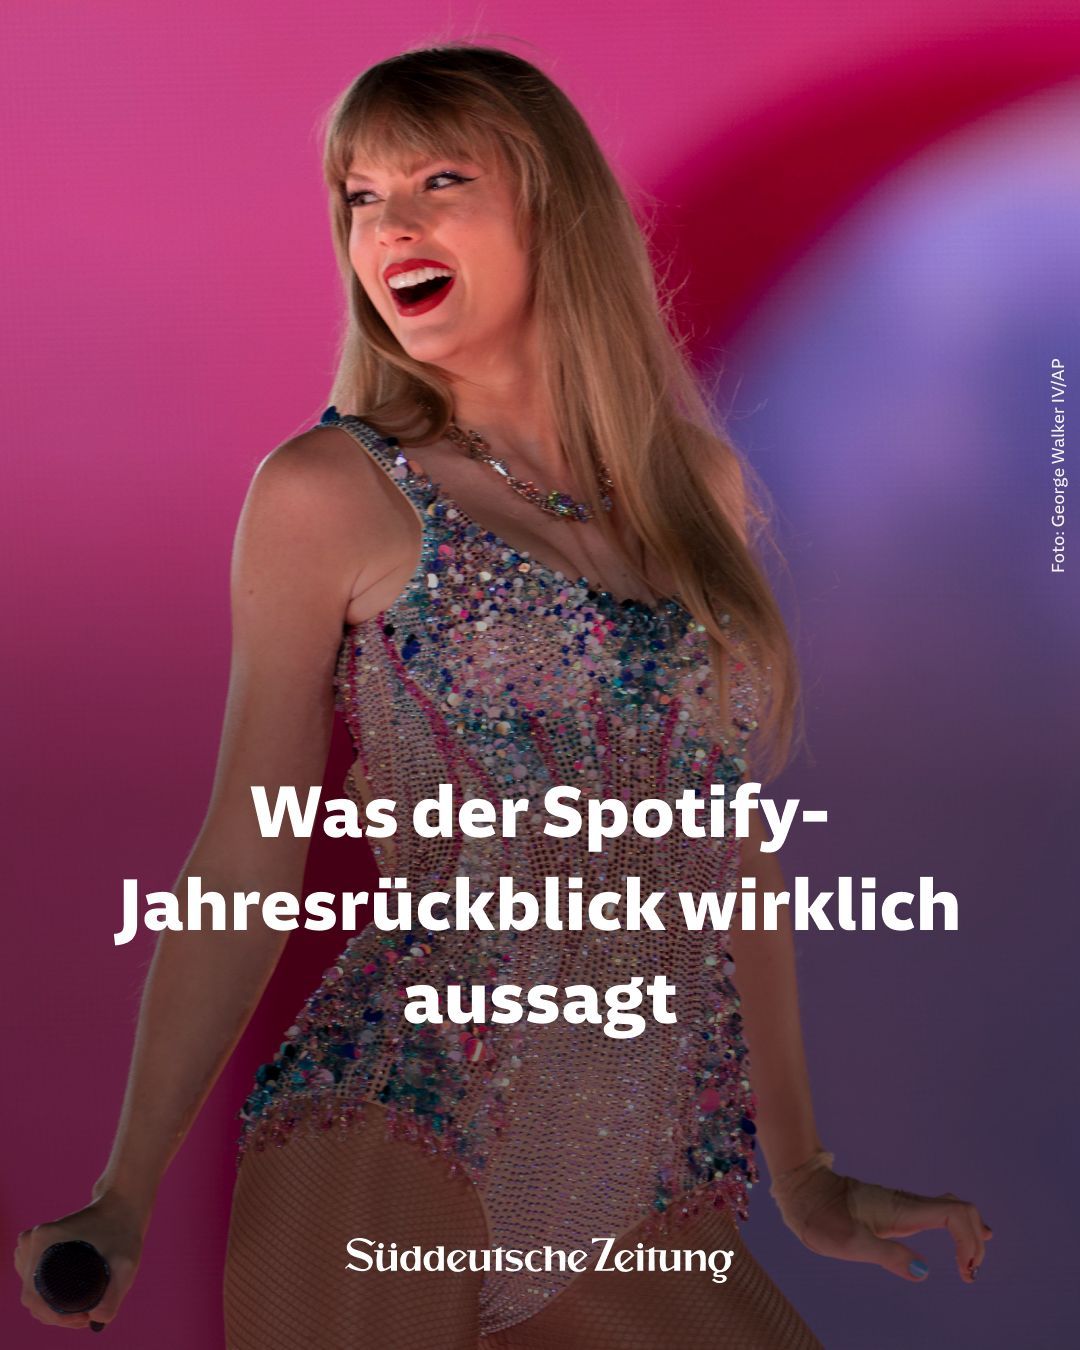 Foto: George Walker IV/AP
Was der Spotify-
Jahresrückblick wirklich
aussagt
Süddeutsche Zeitung